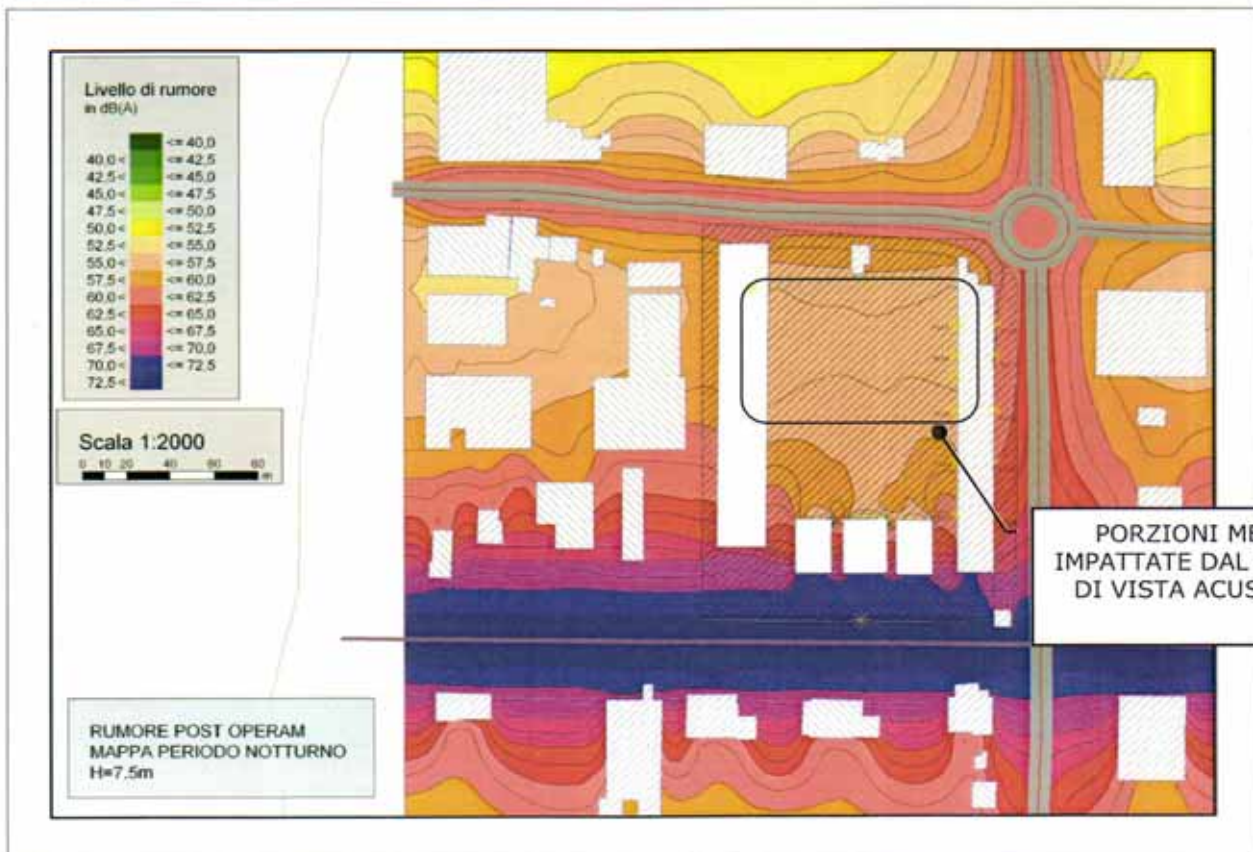 Livello di rumore
in dB(A)
<= 40,0
40,0 < <= 42,5
42,5 < <= 45,0
45,0 < <= 47,5
47,5 < <= 50,0
50,0 < <= 52,5
52,5 < <= 55,0
55,0 < <= 57,5
57,5 < <= 60,0
60,0 < <= 62,5
62,5 < <= 65,0
65,0 < <= 67,5
67,5 < <= 70,0
70,0 < <= 72,5
72,5 <
Scala 1:2000
0 10 20 40 60 80
m
PORZIONI ME
IMPATTATE DAL
DI VISTA ACUS
RUMORE POST OPERAM
MAPPA PERIODO NOTTURNO
H=7.5m